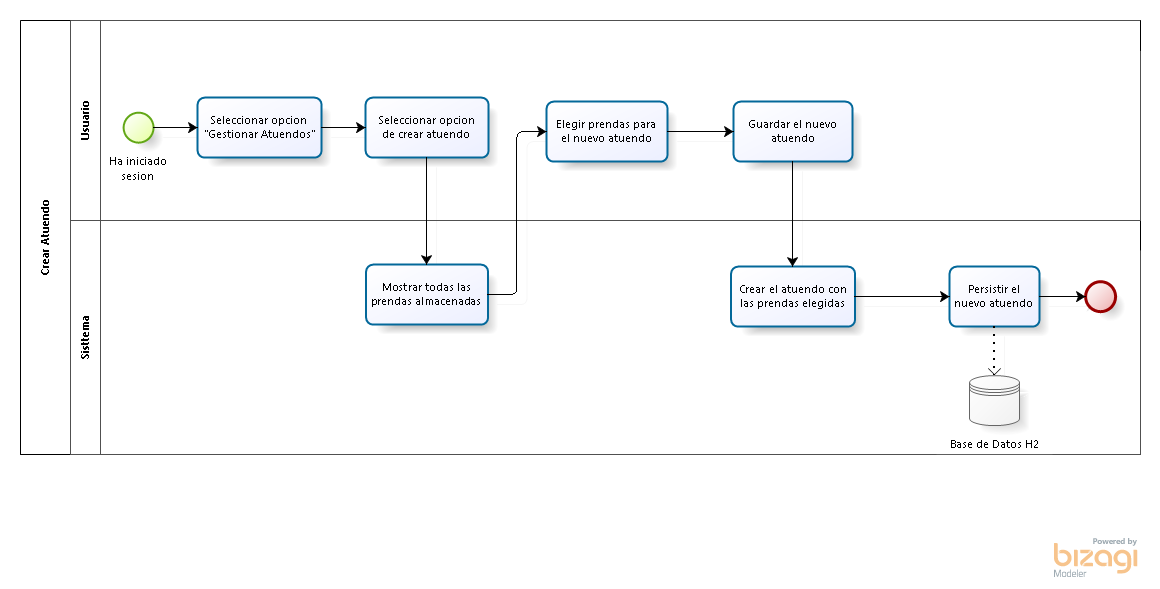 Crear Atuendo
Usuario
Ha iniciado
sesion
Seleccionar opcion
"Gestionar Atuendos"
Seleccionar opcion
de crear atuendo
Elegir prendas para
el nuevo atuendo
Guardar el nuevo
atuendo
Sisttema
Mostrar todas las
prendas almacenadas
Crear el atuendo con
las prendas elegidas
Persistir el
nuevo atuendo
Base de Datos H2
Powered by
bizagi
Modeler